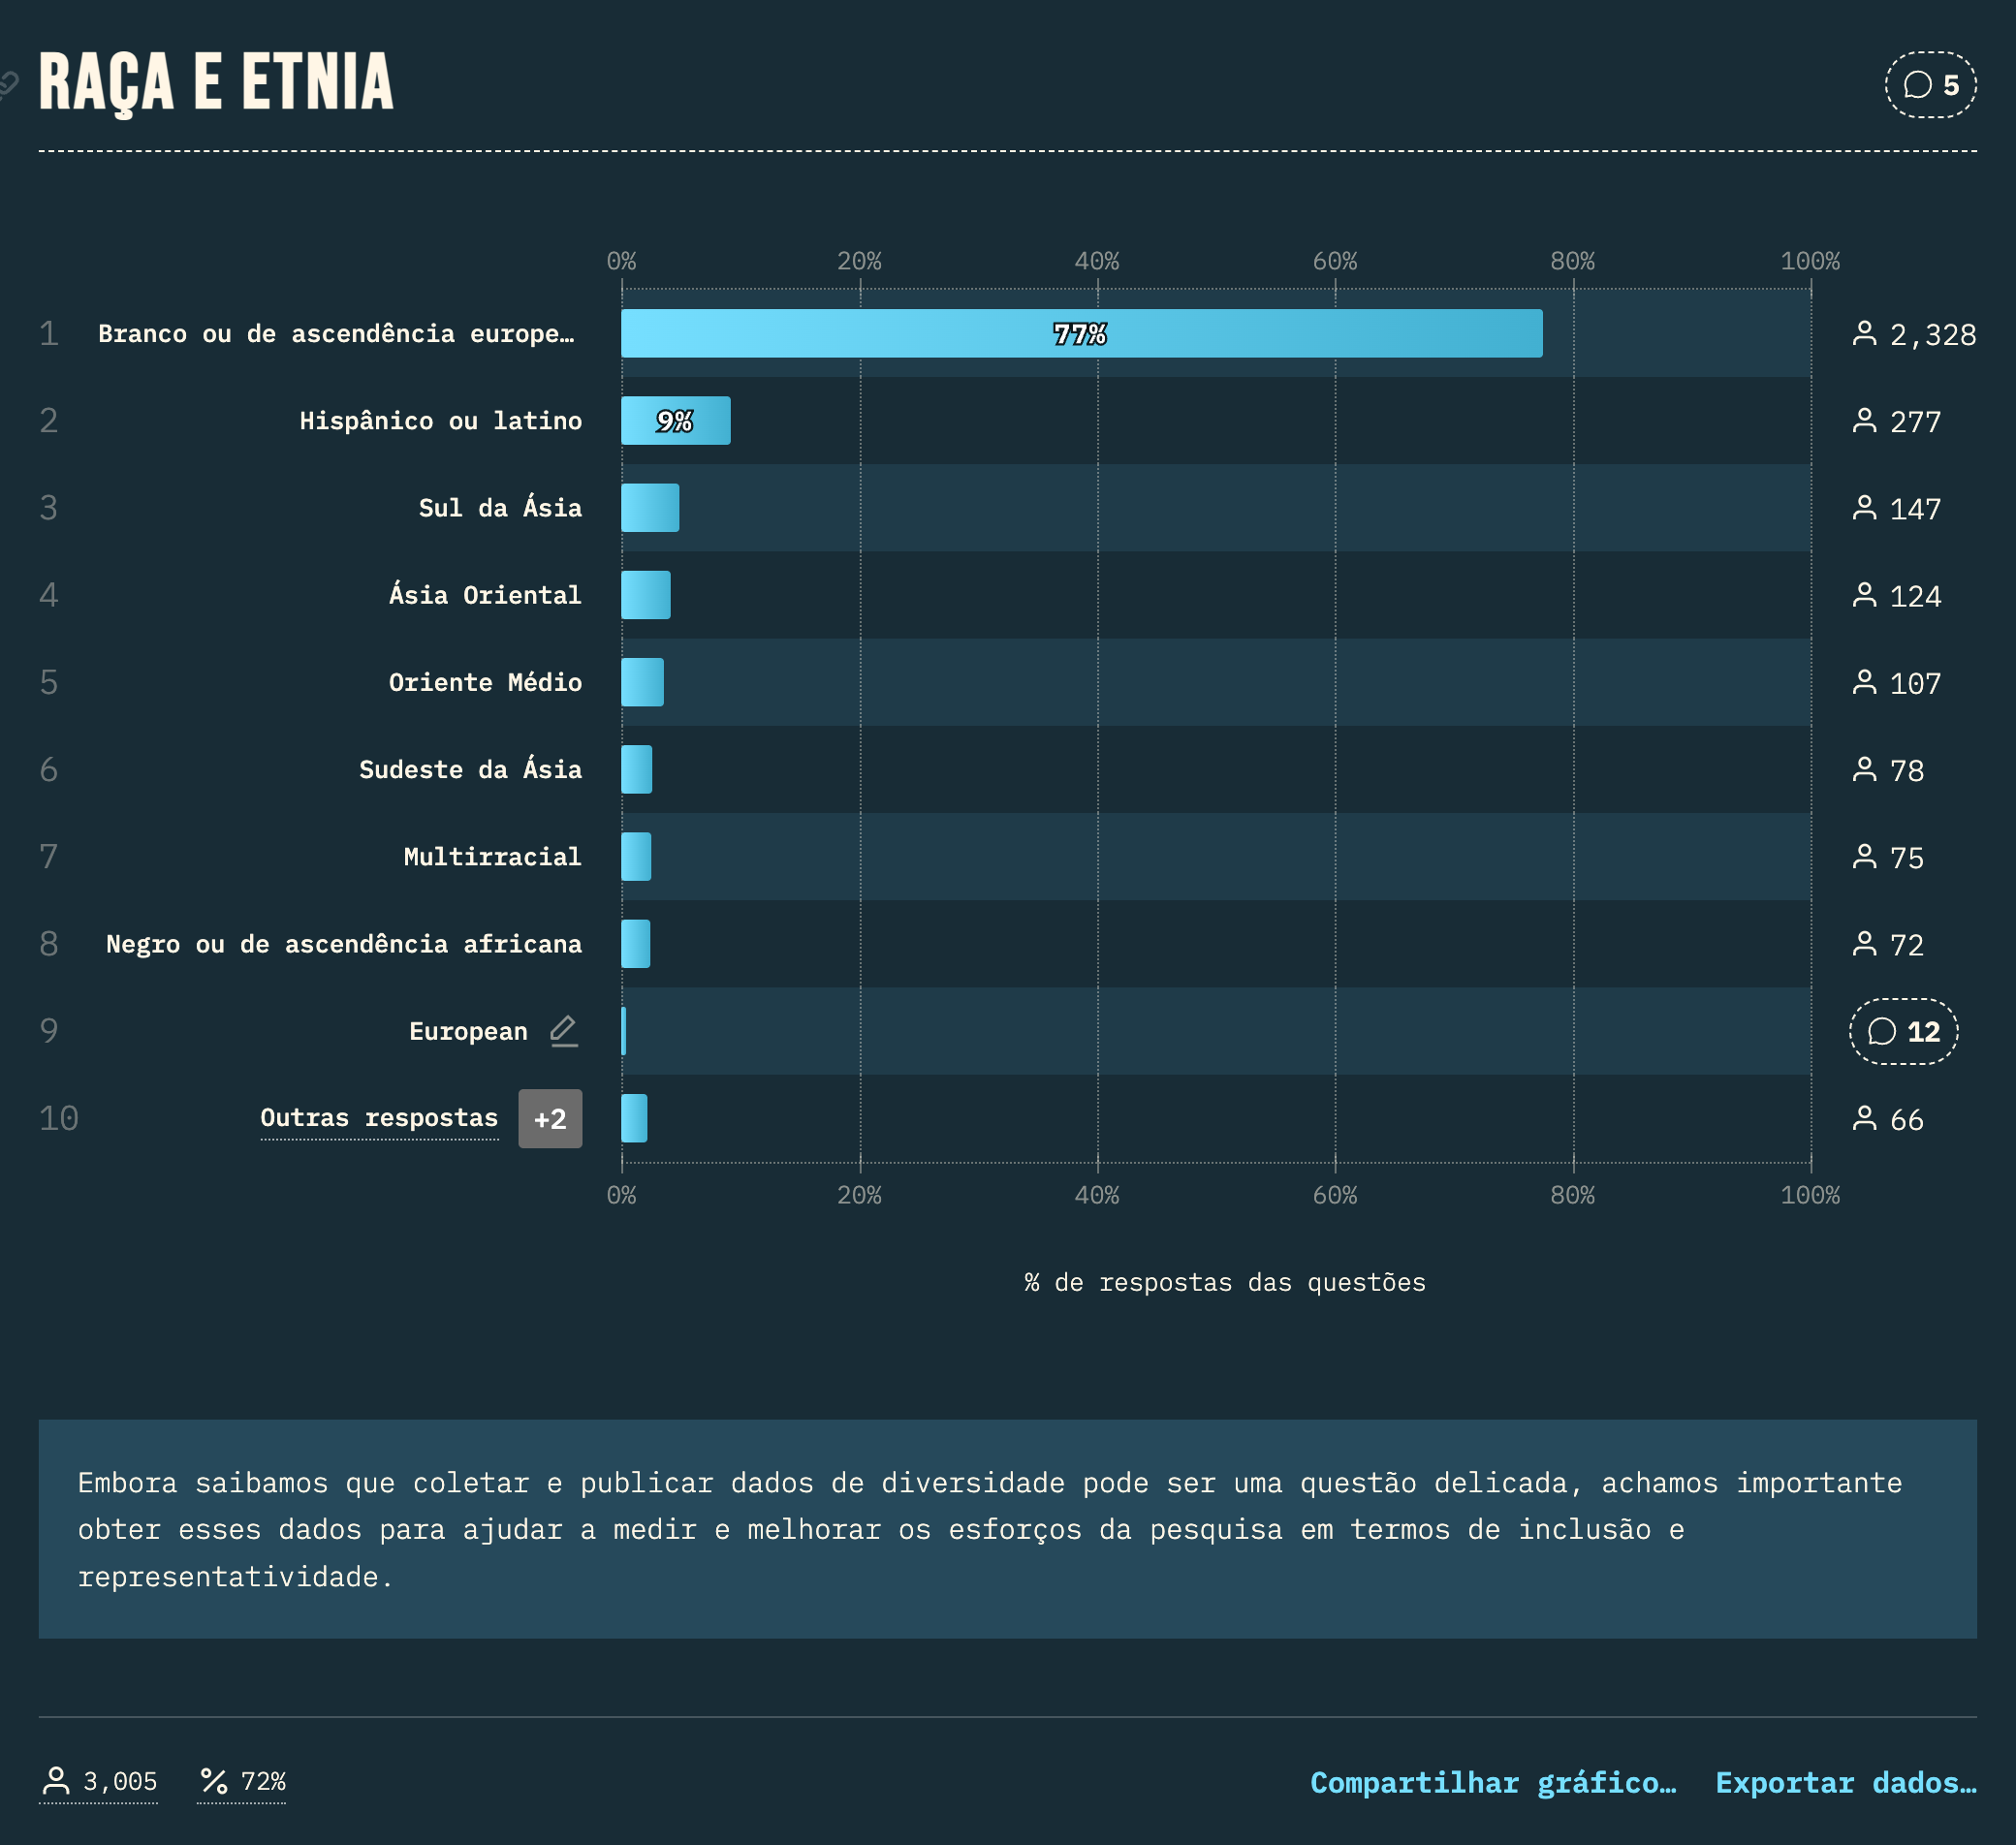 RAÇA E ETNIA
5
0% 20% 40% 60% 80% 100%
1 Branco ou de ascendência europe… 77% 2,328
2 Hispânico ou latino 9% 277
3 Sul da Ásia 147
4 Ásia Oriental 124
5 Oriente Médio 107
6 Sudeste da Ásia 78
7 Multirracial 75
8 Negro ou de ascendência africana 72
9 European 12
10 Outras respostas +2 66
0% 20% 40% 60% 80% 100%
% de respostas das questões
Embora saibamos que coletar e publicar dados de diversidade pode ser uma questão delicada, achamos importante
obter esses dados para ajudar a medir e melhorar os esforços da pesquisa em termos de inclusão e
representatividade.
3,005 % 72% Compartilhar gráfico… Exportar dados…